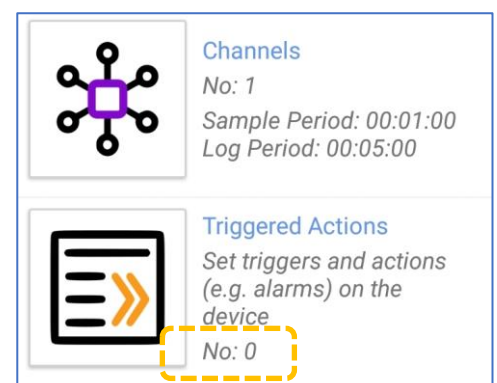 Channels
No: 1
Sample Period: 00:01:00
Log Period: 00:05:00
Triggered Actions
Set triggers and actions
(e.g. alarms) on the
device
No: 0